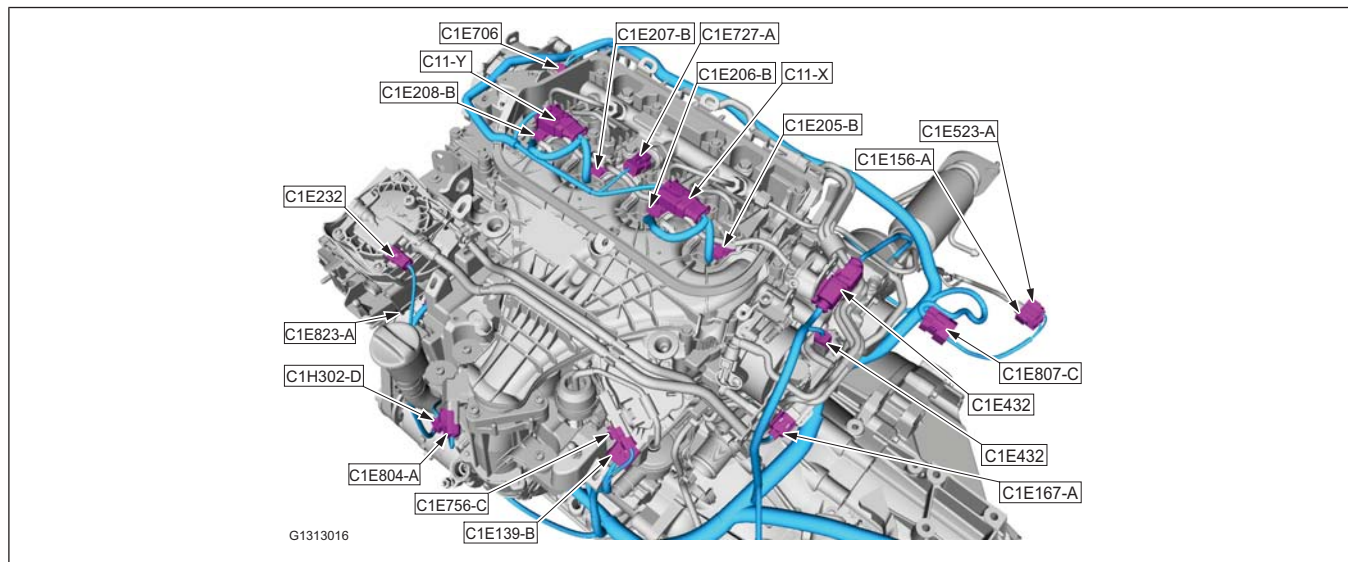 C1E706
C1E207-B
C1E727-A
C11-Y
C1E206-B
C11-X
C1E208-B
C1E205-B
C1E523-A
C1E156-A
C1E232
C1E823-A
C1H302-D
C1E807-C
C1E432
C1E432
C1E804-A
C1E167-A
C1E756-C
C1E139-B
G1313016